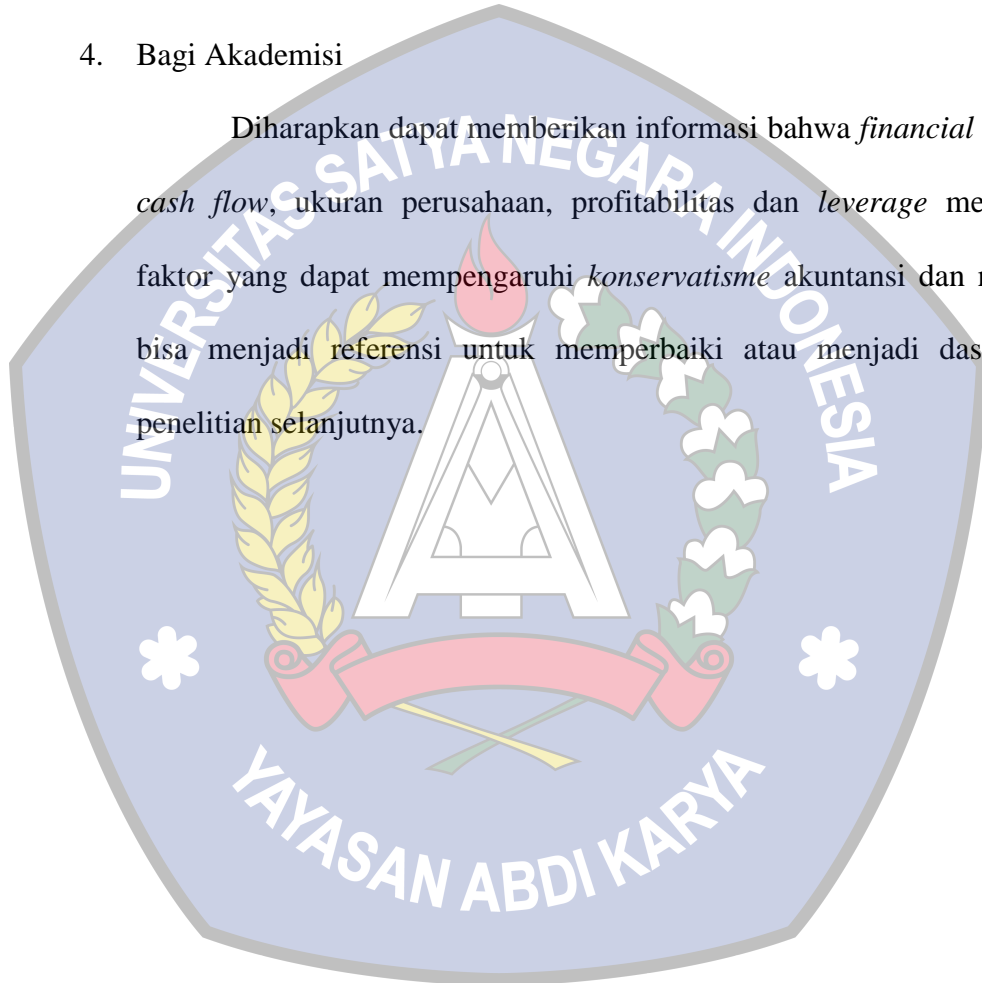 4. Bagi Akademisi
Diharapkan dapat memberikan informasi bahwa financial
cash flow, ukuran perusahaan, profitabilitas dan leverage me
faktor yang dapat mempengaruhi konservatisme akuntansi dan
bisa menjadi referensi untuk memperbaiki atau menjadi das
penelitian selanjutnya.
UNIVERSITAS SATYA NEGARA INDONESIA
YAYASAN ABDI KARYA